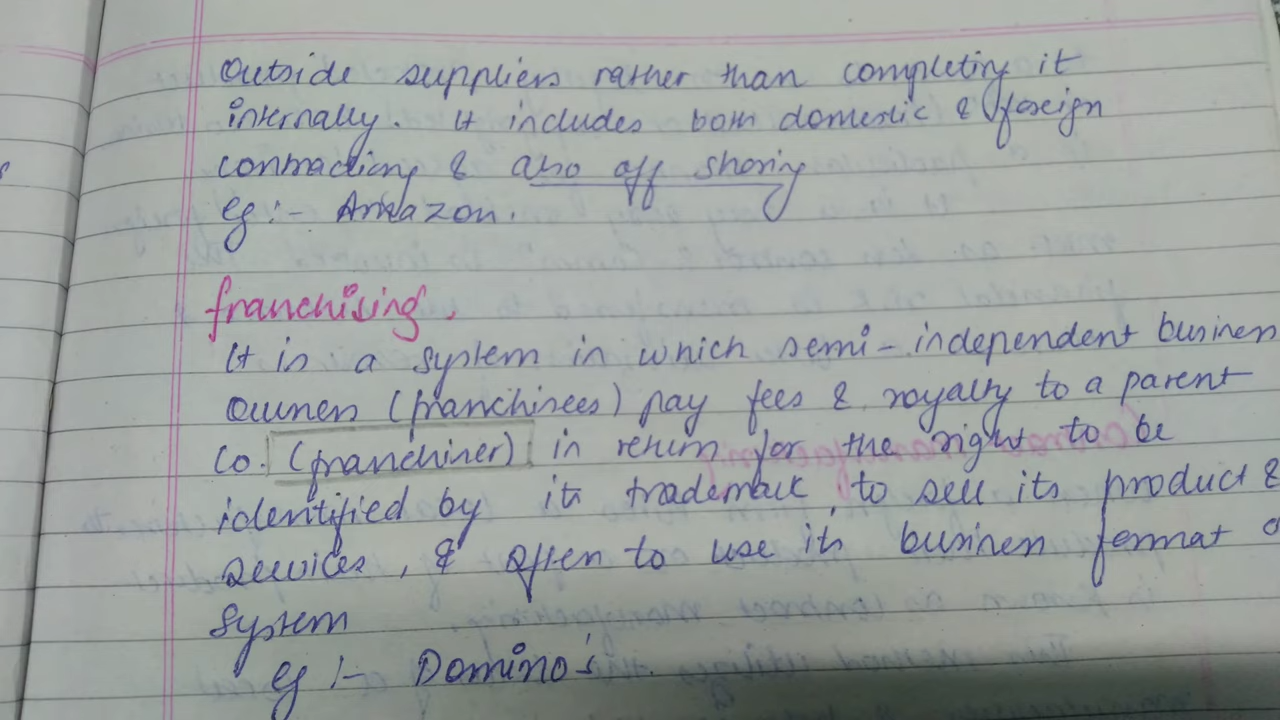 outside suppliers rather than completing it
internally. It includes both domestic & foreign
contracting & also off shoring
eg :- Amazon.
franchising.
It is a system in which semi-independent business
owners (franchisees) pay fees & royalty to a parent
Co. (franchiser) in return for the right to be
identified by its trademark to sell its product &
services, & often to use its business format
system
eg :- Domino's